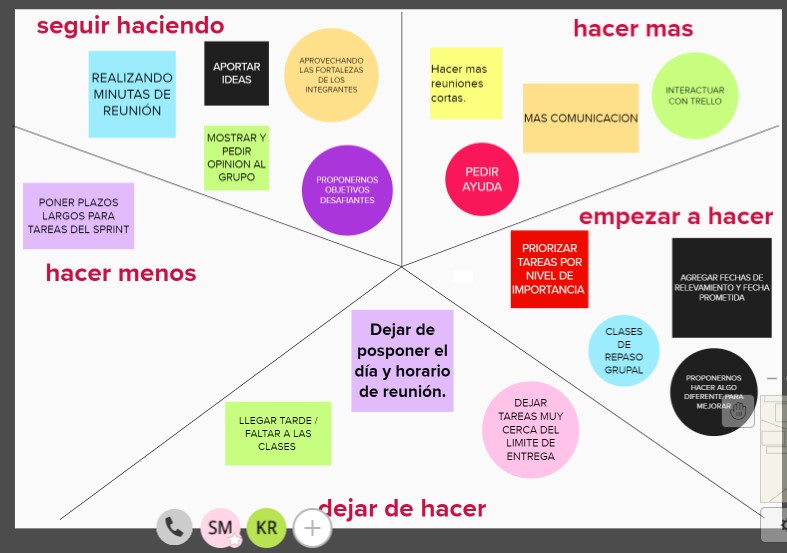 seguir haciendo
REALIZANDO
MINUTAS DE
REUNIÓN
APORTAR
IDEAS
APROVECHANDO
LAS FORTALEZAS
DE LOS
INTEGRANTES
MOSTRAR Y
PEDIR
OPINION AL
GRUPO
PROPONERNOS
OBJETIVOS
DESAFIANTES
hacer mas
Hacer mas
reuniones
cortas.
MAS COMUNICACION
INTERACTUAR
CON TRELLO
PEDIR
AYUDA
PONER PLAZOS
LARGOS PARA
TAREAS DEL SPRINT
hacer menos
empezar a hacer
PRIORIZAR
TAREAS POR
NIVEL DE
IMPORTANCIA
AGREGAR FECHAS DE
RELEVAMIENTO Y FECHA
PROMETIDA
CLASES
DE
REPASO
GRUPAL
PROPONERNOS
HACER ALGO
DIFERENTE PARA
MEJORAR
Dejar de
posponer el
día y horario
de reunión.
LLEGAR TARDE /
FALTAR A LAS
CLASES
DEJAR
TAREAS MUY
CERCA DEL
LIMITE DE
ENTREGA
dejar de hacer
SM
KR